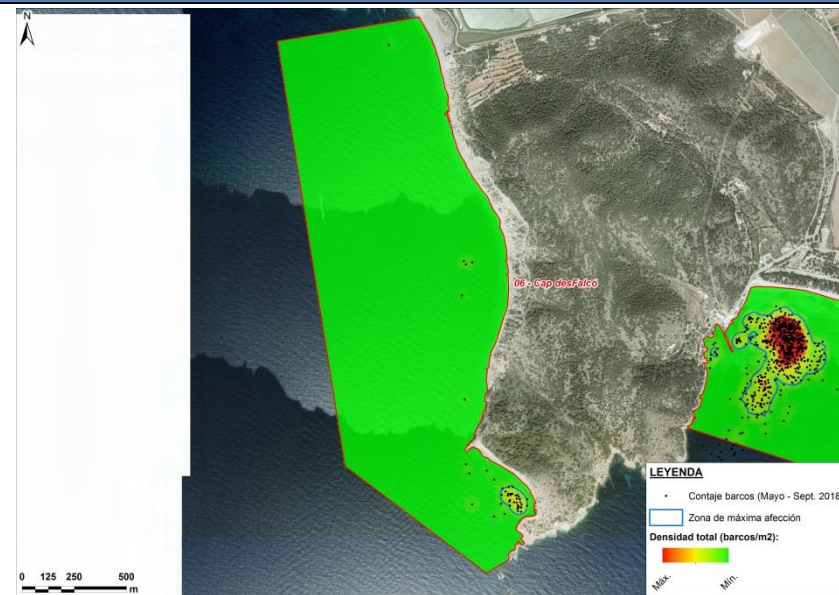 N
06 - Cap desFalcó
LEYENDA
Contaje barcos (Mayo - Sept. 2018
Zona de máxima afección
Densidad total (barcos/m2):
Máx. Mín.
0 125 250 500
m